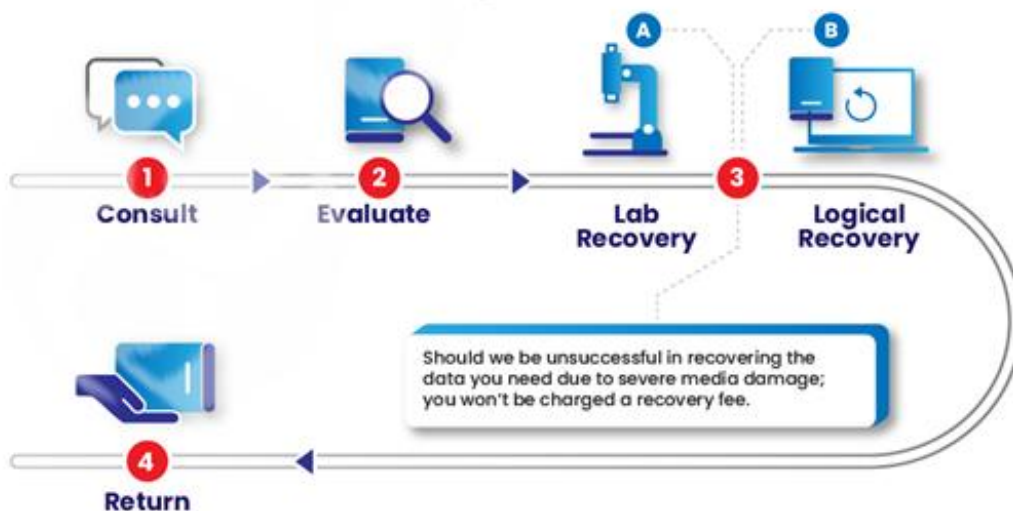 A
B
1
2
3
Consult
Evaluate
Lab
Recovery
Logical
Recovery
Should we be unsuccessful in recovering the
data you need due to severe media damage;
you won't be charged a recovery fee.
4
Return